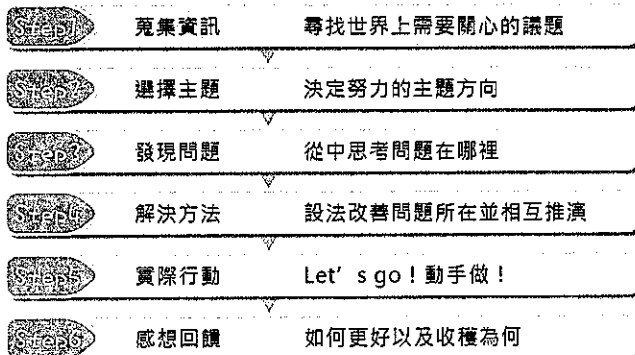 Step1 蒐集資訊 尋找世界上需要關心的議題
Step2 選擇主題 決定努力的主題方向
Step3 發現問題 從中思考問題在哪裡
Step4 解決方法 設法改善問題所在並相互推演
Step5 實際行動 Let's go！動手做！
Step6 感想回饋 如何更好以及收穫為何